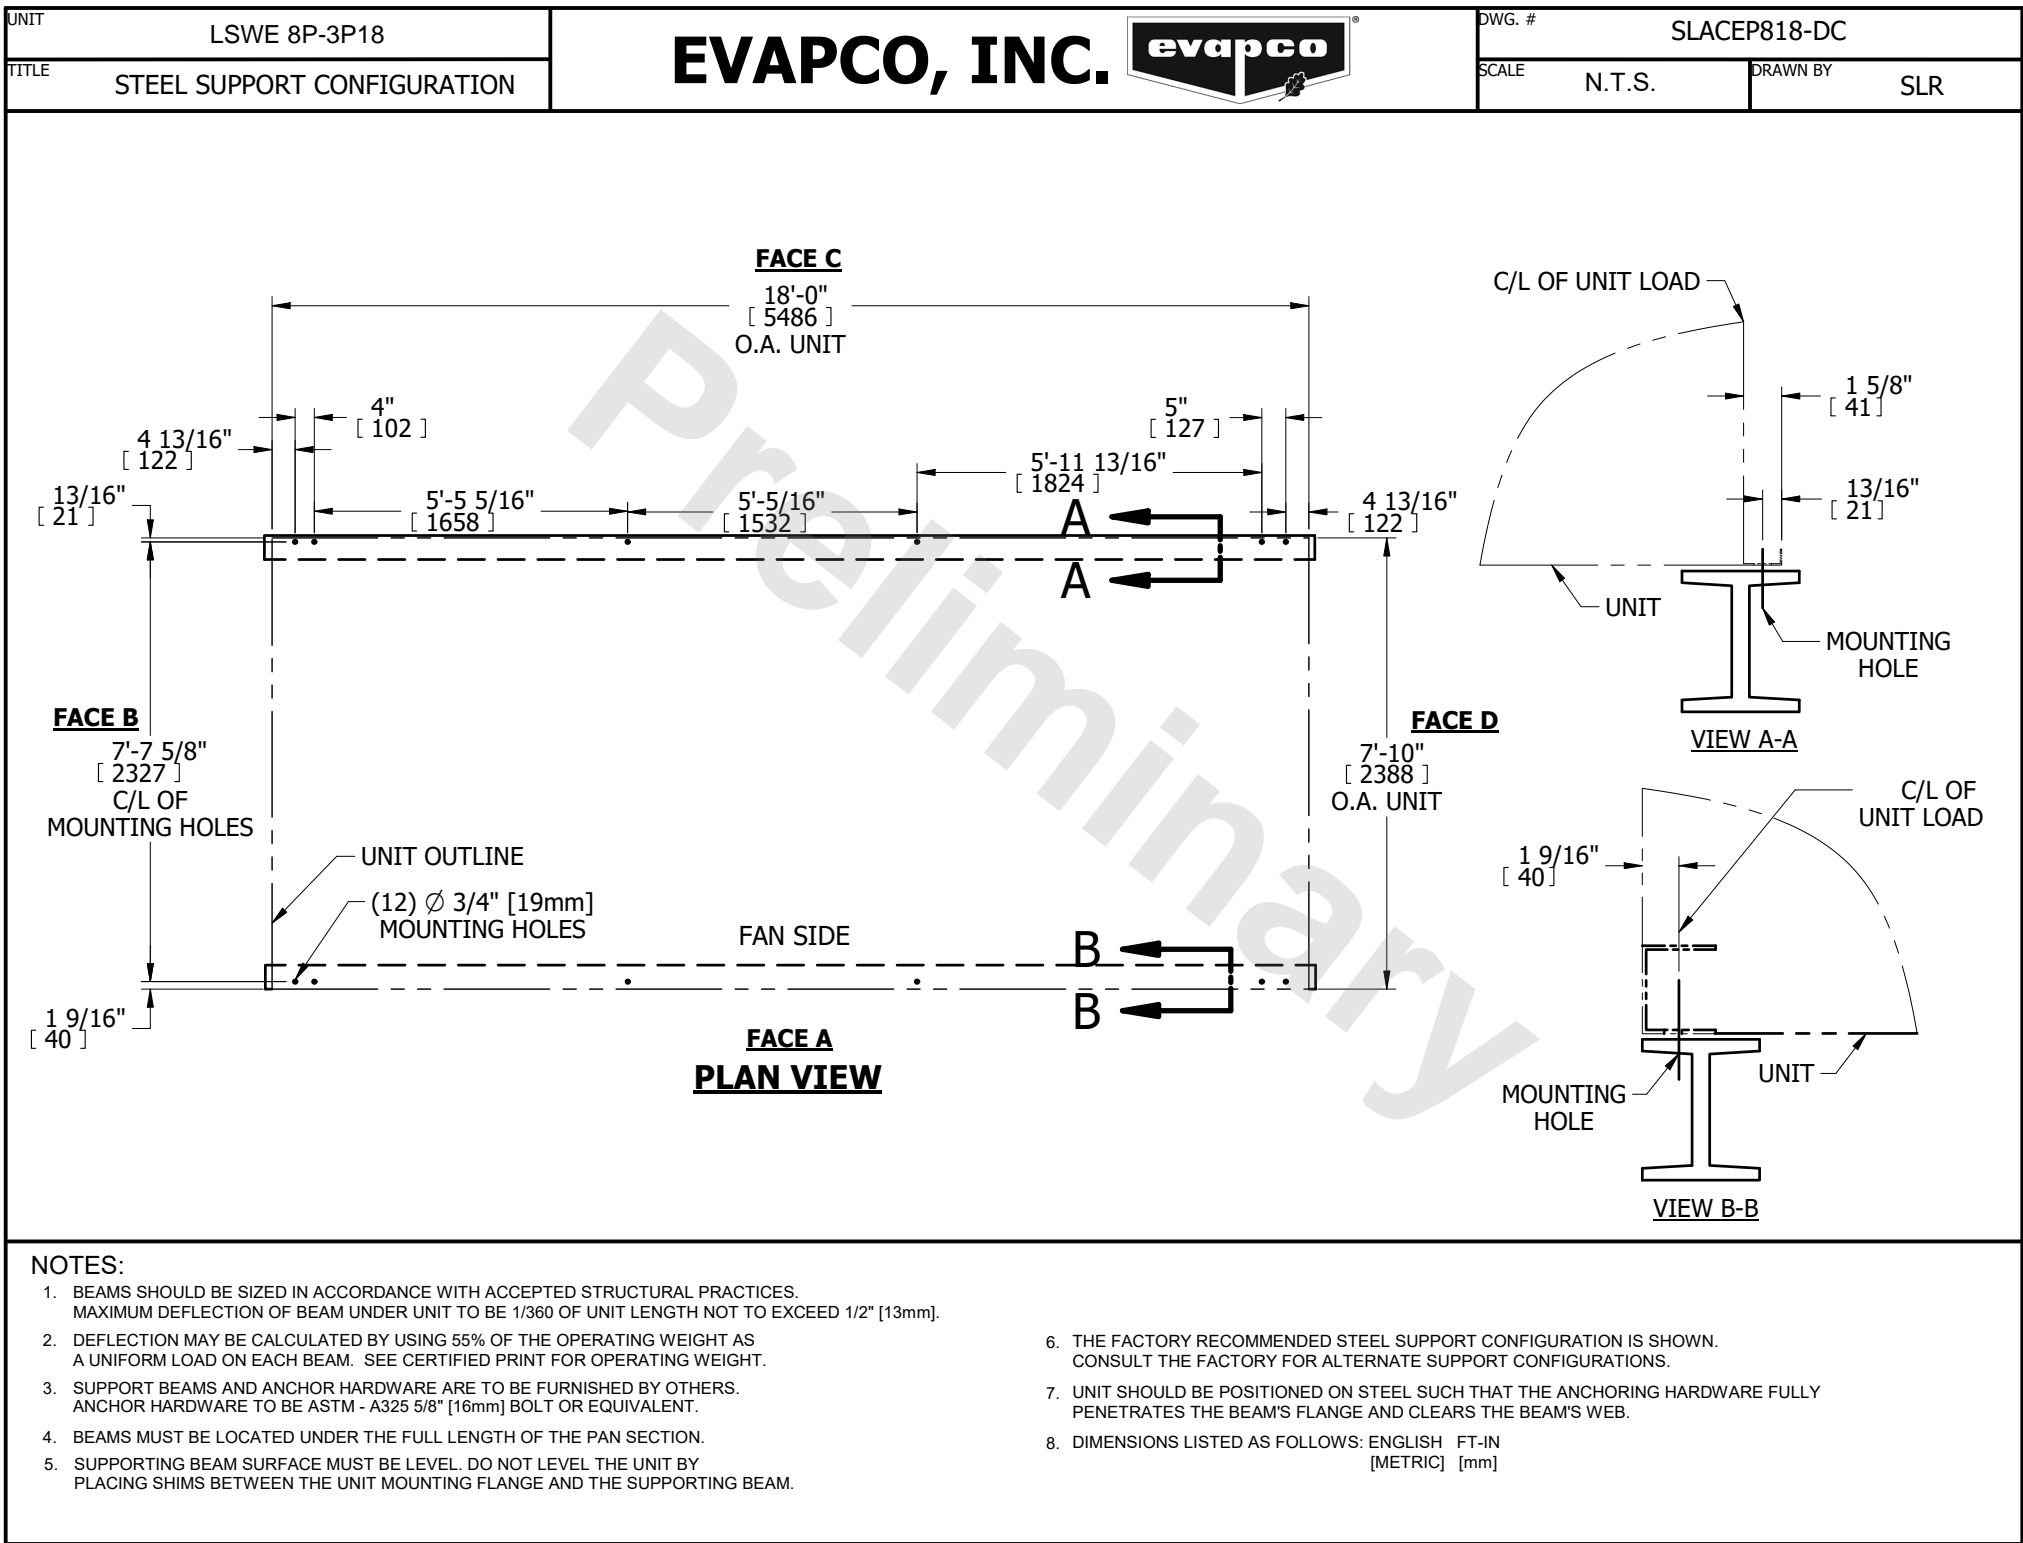 UNIT
LSWE 8P-3P18
TITLE
STEEL SUPPORT CONFIGURATION
EVAPCO, INC.
evapco
®
DWG. #
SLACEP818-DC
SCALE
N.T.S.
DRAWN BY
SLR
FACE C
18'-0"
[ 5486 ]
O.A. UNIT
4"
[ 102 ]
4 13/16"
[ 122 ]
13/16"
[ 21 ]
5'-5 5/16"
[ 1658 ]
5'-5/16"
[ 1532 ]
5'-11 13/16"
[ 1824 ]
5"
[ 127 ]
4 13/16"
[ 122 ]
A
A
FACE B
7'-7 5/8"
[ 2327 ]
C/L OF
MOUNTING HOLES
FACE D
7'-10"
[ 2388 ]
O.A. UNIT
UNIT OUTLINE
(12) ∅ 3/4" [19mm]
MOUNTING HOLES
FAN SIDE
B
B
1 9/16"
[ 40 ]
FACE A
PLAN VIEW
Preliminary
C/L OF UNIT LOAD
1 5/8"
[ 41 ]
13/16"
[ 21 ]
UNIT
MOUNTING
HOLE
VIEW A-A
C/L OF
UNIT LOAD
1 9/16"
[ 40 ]
UNIT
MOUNTING
HOLE
VIEW B-B
NOTES:
1. BEAMS SHOULD BE SIZED IN ACCORDANCE WITH ACCEPTED STRUCTURAL PRACTICES.
MAXIMUM DEFLECTION OF BEAM UNDER UNIT TO BE 1/360 OF UNIT LENGTH NOT TO EXCEED 1/2" [13mm].
2. DEFLECTION MAY BE CALCULATED BY USING 55% OF THE OPERATING WEIGHT AS
A UNIFORM LOAD ON EACH BEAM. SEE CERTIFIED PRINT FOR OPERATING WEIGHT.
3. SUPPORT BEAMS AND ANCHOR HARDWARE ARE TO BE FURNISHED BY OTHERS.
ANCHOR HARDWARE TO BE ASTM - A325 5/8" [16mm] BOLT OR EQUIVALENT.
4. BEAMS MUST BE LOCATED UNDER THE FULL LENGTH OF THE PAN SECTION.
5. SUPPORTING BEAM SURFACE MUST BE LEVEL. DO NOT LEVEL THE UNIT BY
PLACING SHIMS BETWEEN THE UNIT MOUNTING FLANGE AND THE SUPPORTING BEAM.
6. THE FACTORY RECOMMENDED STEEL SUPPORT CONFIGURATION IS SHOWN.
CONSULT THE FACTORY FOR ALTERNATE SUPPORT CONFIGURATIONS.
7. UNIT SHOULD BE POSITIONED ON STEEL SUCH THAT THE ANCHORING HARDWARE FULLY
PENETRATES THE BEAM'S FLANGE AND CLEARS THE BEAM'S WEB.
8. DIMENSIONS LISTED AS FOLLOWS: ENGLISH FT-IN
[METRIC] [mm]